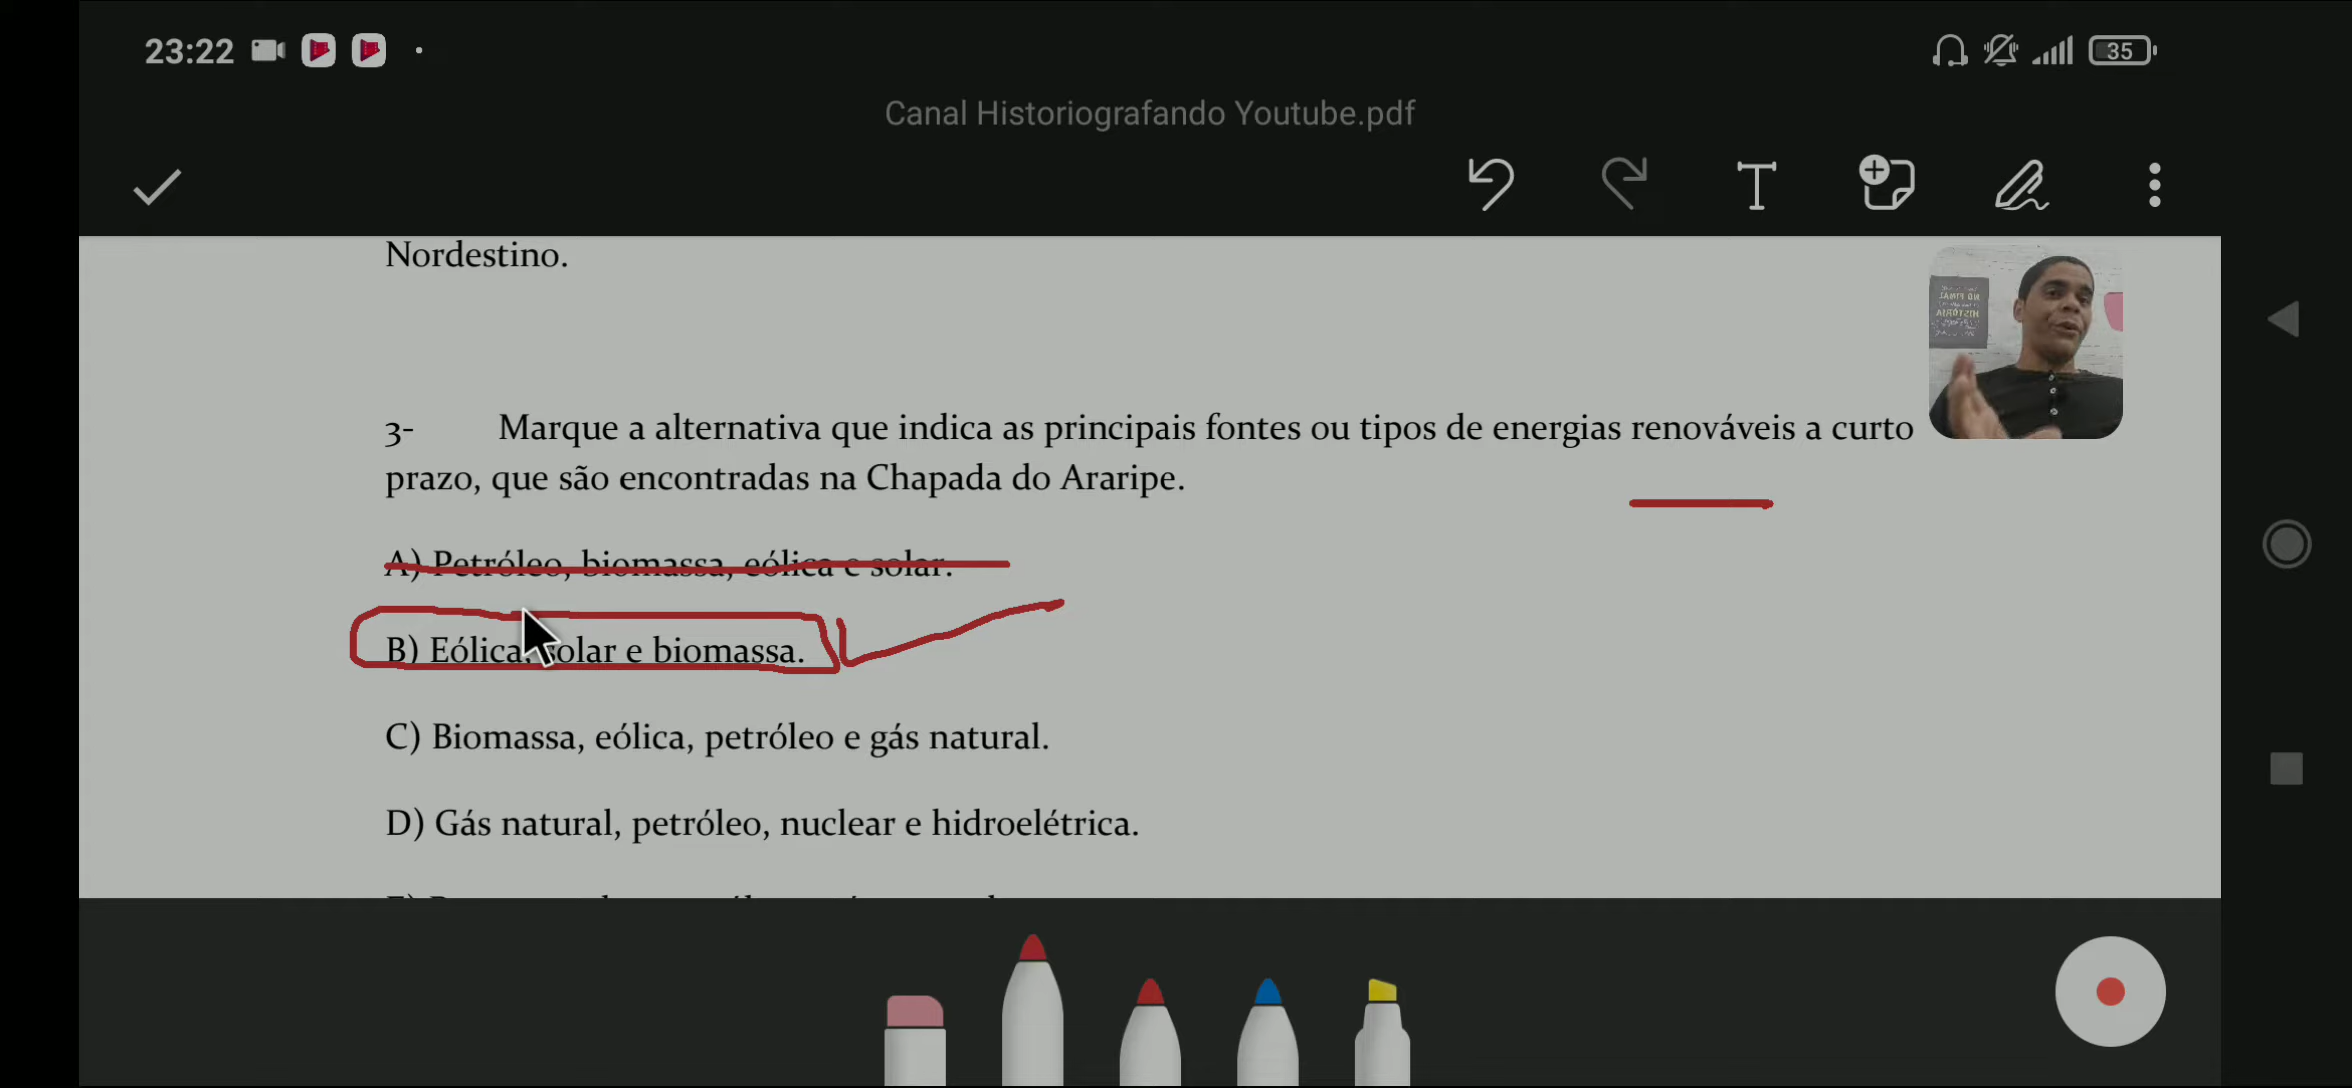 23:22
35
Canal Historiografando Youtube.pdf
Nordestino.
3- Marque a alternativa que indica as principais fontes ou tipos de energias renováveis a curto
prazo, que são encontradas na Chapada do Araripe.
A) Petróleo, biomassa, eólica e solar.
B) Eólica, solar e biomassa.
C) Biomassa, eólica, petróleo e gás natural.
D) Gás natural, petróleo, nuclear e hidroelétrica.